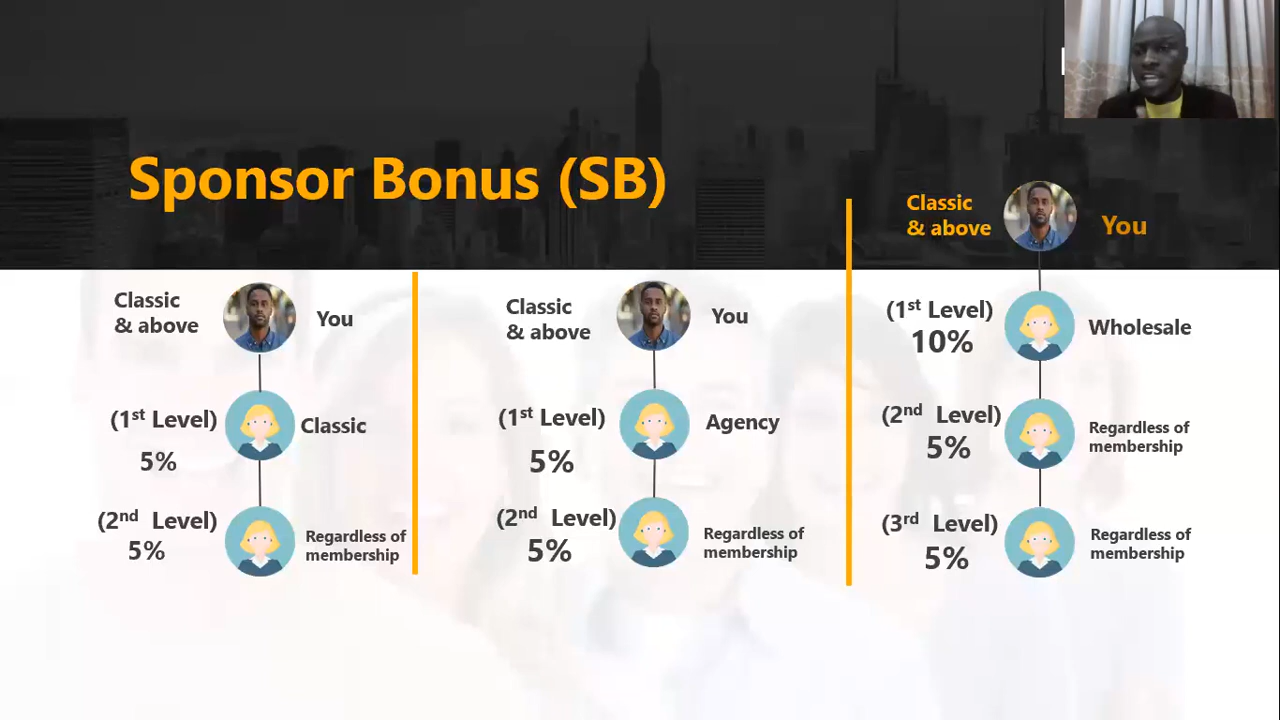 Sponsor Bonus (SB)
Classic
& above
You
(1st Level)
5%
Classic
(2nd Level)
5%
Regardless of
membership
Classic
& above
You
(1st Level)
5%
Agency
(2nd Level)
5%
Regardless of
membership
Classic
& above
You
(1st Level)
10%
Wholesale
(2nd Level)
5%
Regardless of
membership
(3rd Level)
5%
Regardless of
membership